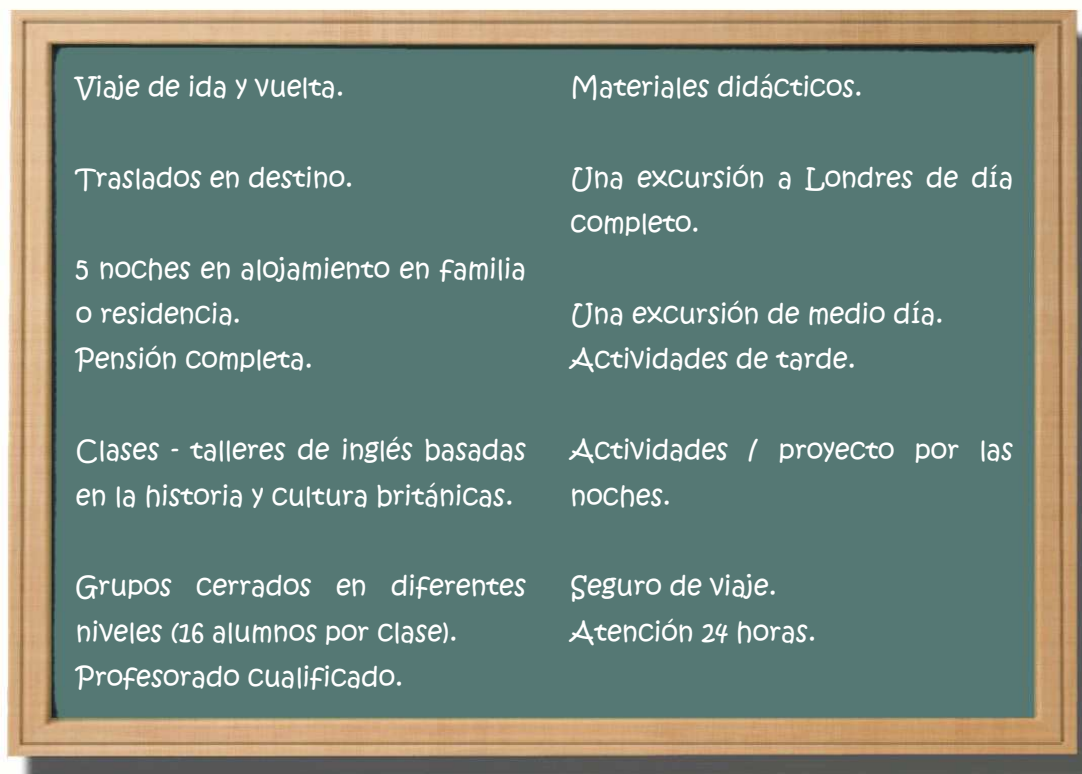 Viaje de ida y vuelta.
Traslados en destino.
5 noches en alojamiento en familia
o residencia.
Pensión completa.
Clases - talleres de inglés basadas
en la historia y cultura británicas.
Grupos cerrados en diferentes
niveles (16 alumnos por clase).
Profesorado cualificado.
Materiales didácticos.
Una excursión a Londres de día
completo.
Una excursión de medio día.
Actividades de tarde.
Actividades / proyecto por las
noches.
Seguro de viaje.
Atención 24 horas.